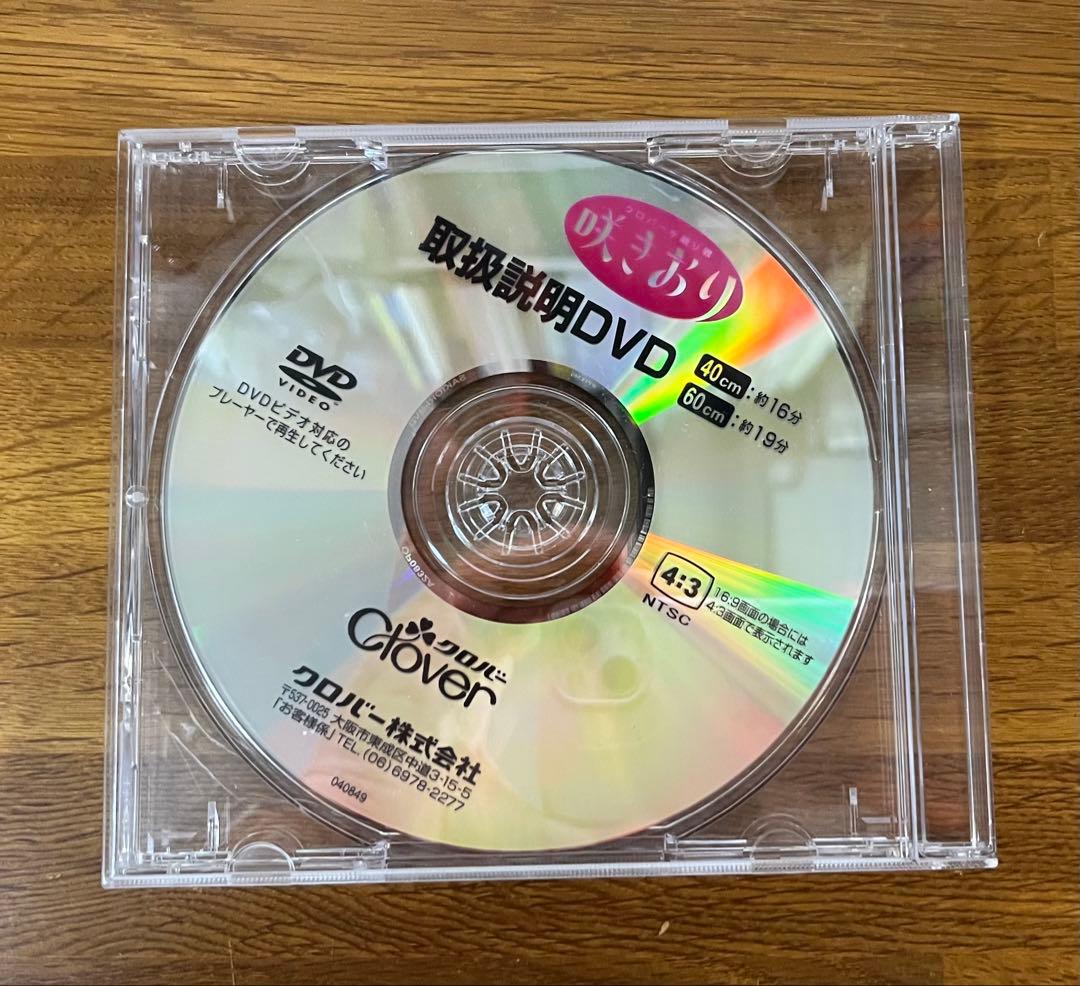 クロバー手織り機
咲きおり
取扱説明DVD
40cm:約16分
60cm:約19分
DVD
VIDEO
DVDビデオ対応の
プレーヤーで再生してください
4:3
NTSC
16:9画面の場合には
4:3画面で表示されます
クロバー
Clover
クロバー株式会社
〒537-0025 大阪市東成区中道3-15-5
「お客様係」TEL.(06)6978-2277
040849